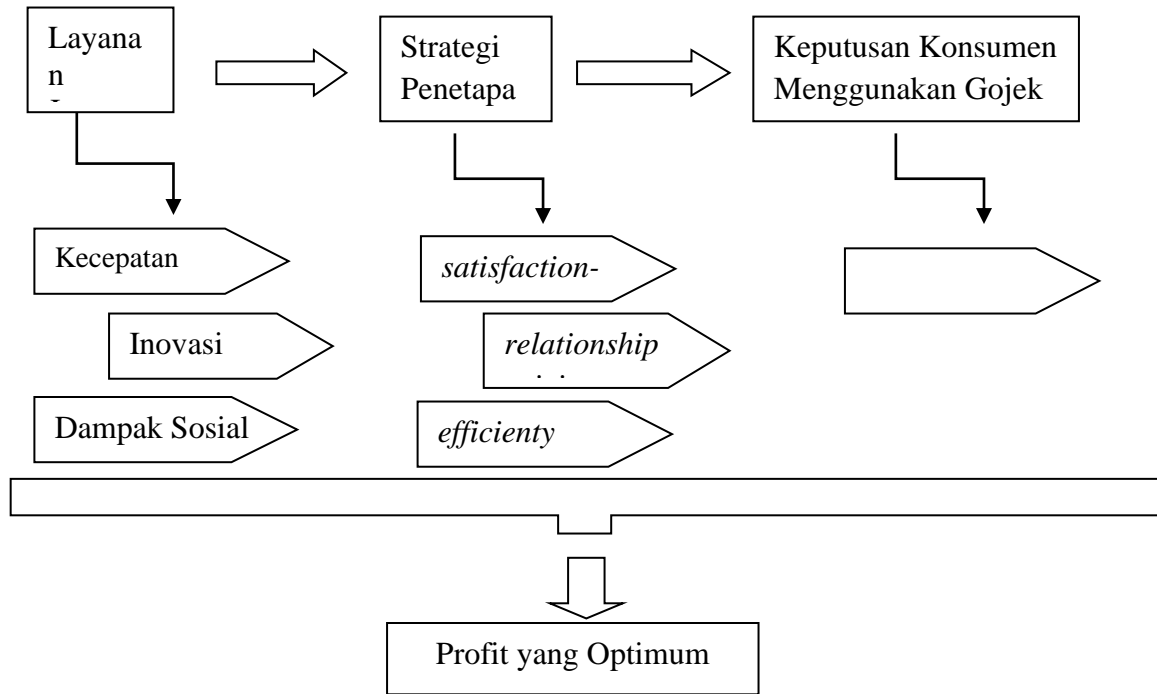 Layana
n
Strategi
Penetapa
Keputusan Konsumen
Menggunakan Gojek
Kecepatan
Inovasi
Dampak Sosial
satisfaction-
relationship
efficienty
Profit yang Optimum